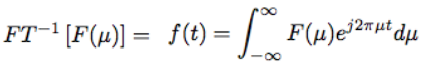 FT⁻¹ [F(μ)] = f(t) = ∫_{-∞}^{∞} F(μ)e^{j2πμt}dμ